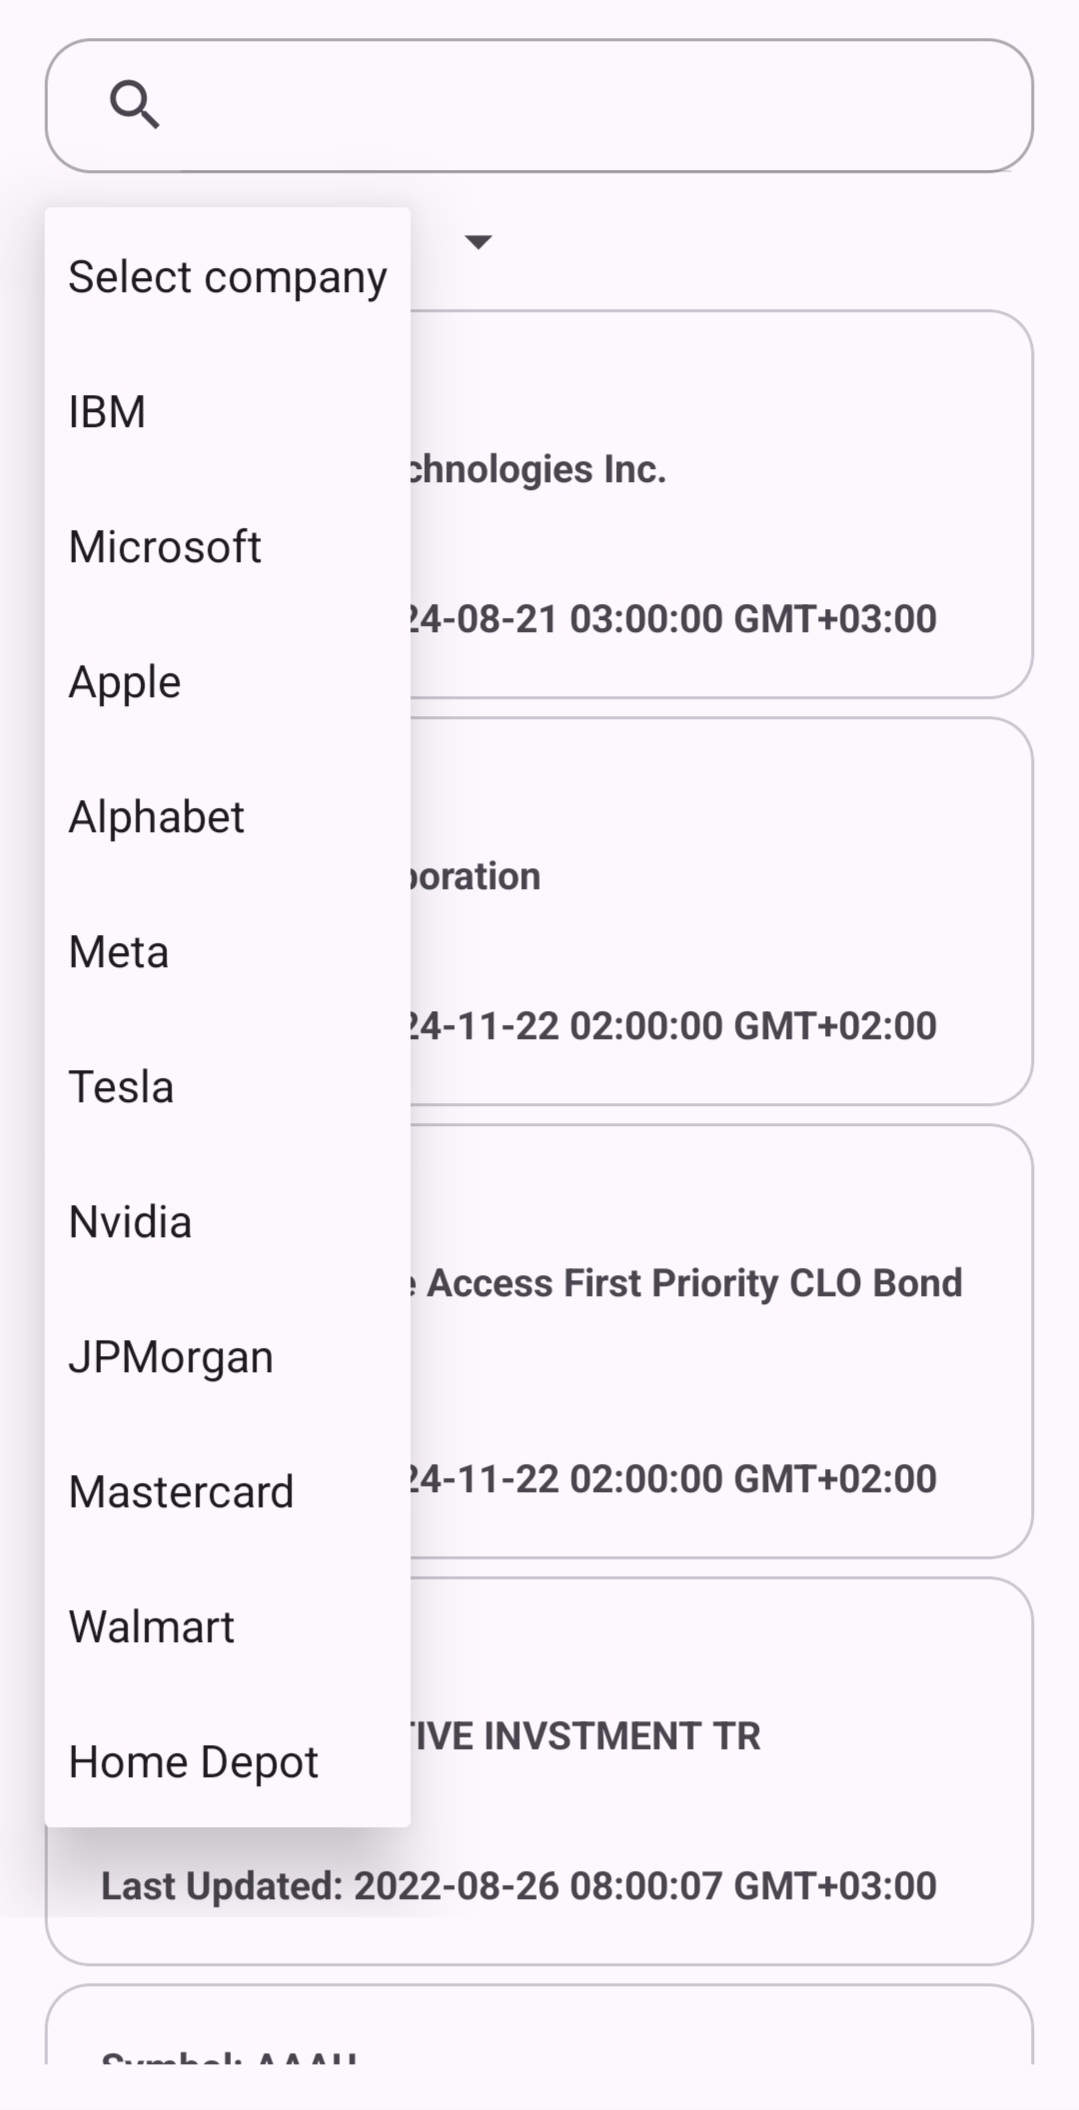 Select company
IBM
chnologies Inc.
Microsoft
24-08-21 03:00:00 GMT+03:00
Apple
Alphabet
poration
Meta
24-11-22 02:00:00 GMT+02:00
Tesla
Nvidia
e Access First Priority CLO Bond
JPMorgan
24-11-22 02:00:00 GMT+02:00
Mastercard
Walmart
TIVE INVSTMENT TR
Home Depot
Last Updated: 2022-08-26 08:00:07 GMT+03:00
Symbol: